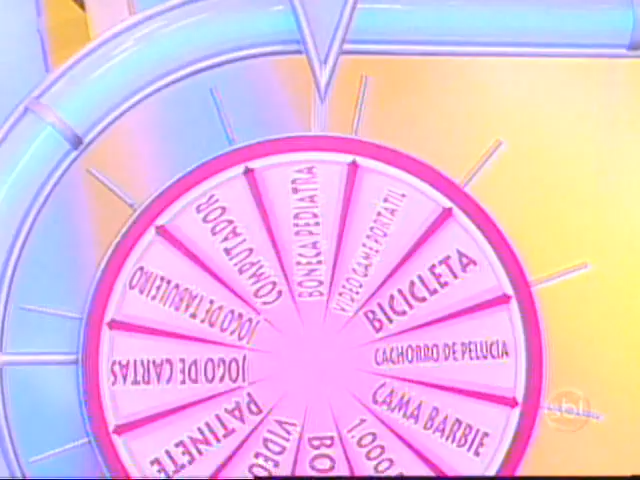 BONECA PEDIATRA
VIDEO GAME PORTÁTIL
BICICLETA
CACHORRO DE PELUCIA
CAMA BARBIE
1.000
BO
VIDEO
PATINETE
JOGO DE CARTAS
JOGO DE TABULEIRO
COMPUTADOR